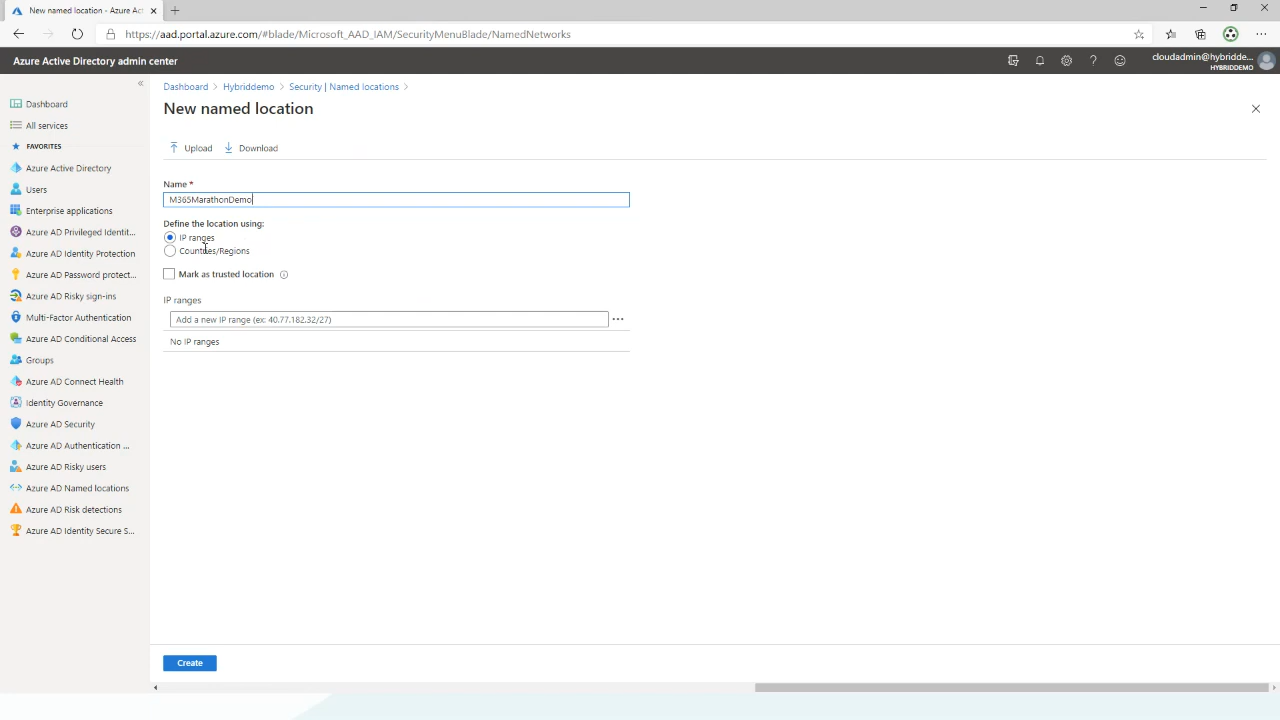 New named location - Azure Act
https://aad.portal.azure.com/#blade/Microsoft_AAD_IAM/SecurityMenuBlade/NamedNetworks
Azure Active Directory admin center
cloudadmin@hybridde...
HYBRIDDEMO
Dashboard
All services
FAVORITES
Azure Active Directory
Users
Enterprise applications
Azure AD Privileged Identit...
Azure AD Identity Protection
Azure AD Password protect...
Azure AD Risky sign-ins
Multi-Factor Authentication
Azure AD Conditional Access
Groups
Azure AD Connect Health
Identity Governance
Azure AD Security
Azure AD Authentication ...
Azure AD Risky users
Azure AD Named locations
Azure AD Risk detections
Azure AD Identity Secure S...
Dashboard > Hybriddemo > Security | Named locations >
New named location
Upload Download
Name *
M365MarathonDemo
Define the location using:
IP ranges
Countries/Regions
Mark as trusted location
IP ranges
Add a new IP range (ex: 40.77.182.32/27)
No IP ranges
Create